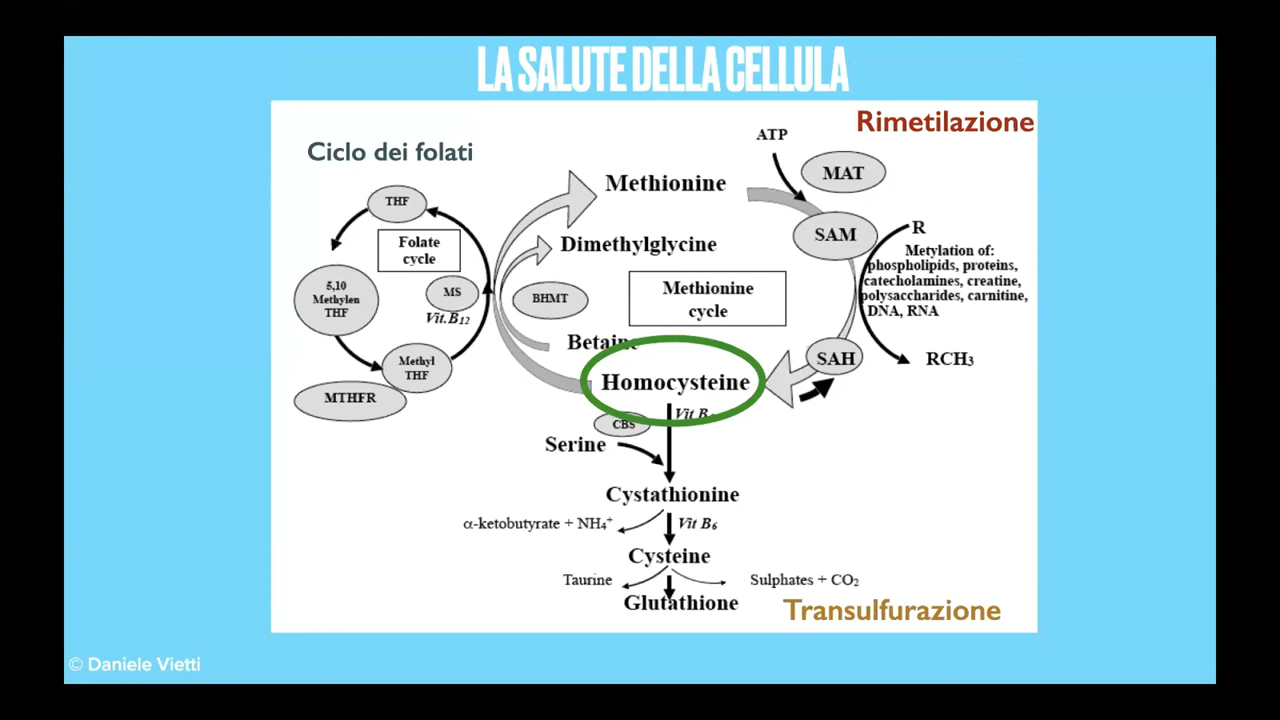 LA SALUTE DELLA CELLULA
Rimetilazione
Ciclo dei folati
ATP
MAT
Methionine
THF
SAM
R
Folate
cycle
Dimethylglycine
Metylation of:
phospholipids, proteins,
catecholamines, creatine,
polysaccharides, carnitine,
DNA, RNA
5,10
Methylen
THF
MS
Vit.B12
BHMT
Methionine
cycle
Betaine
SAH
RCH3
Methyl
THF
MTHFR
Homocysteine
Vit B
CBS
Serine
Cystathionine
α-ketobutyrate + NH4+
Vit B6
Cysteine
Taurine
Sulphates + CO2
Glutathione
Transulfurazione
© Daniele Vietti